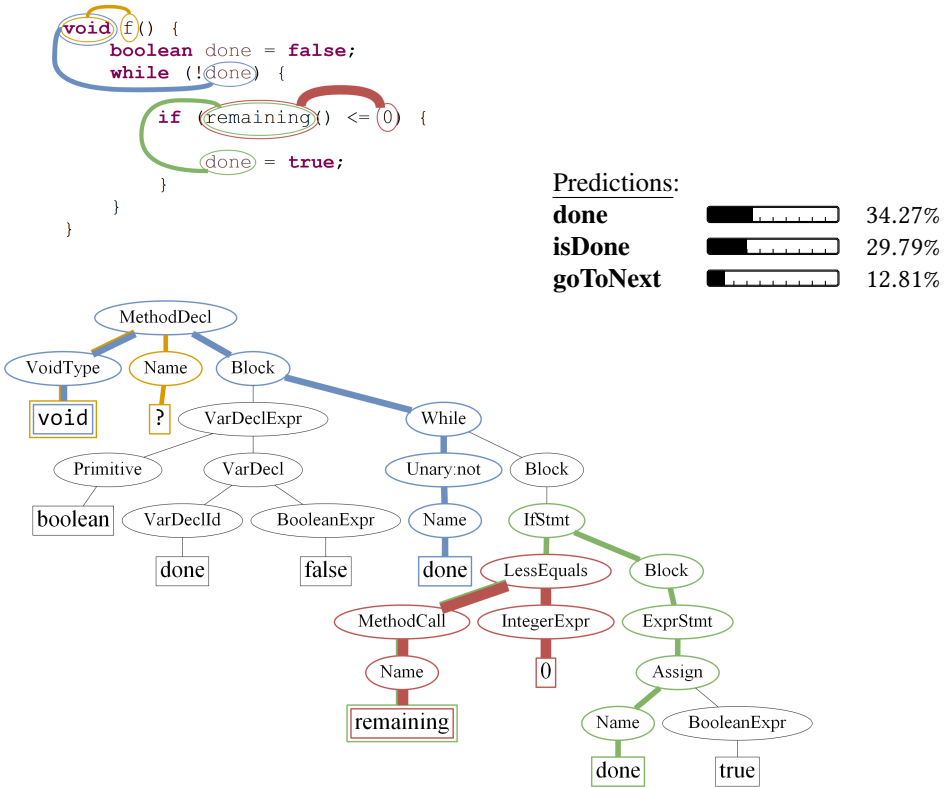 void f() {
boolean done = false;
while (!done) {
if (remaining() <= 0) {
done = true;
}
}
}
Predictions:
done 34.27%
isDone 29.79%
goToNext 12.81%
MethodDecl
VoidType Name Block
void ? VarDeclExpr While
Primitive VarDecl Unary:not Block
boolean VarDeclId BooleanExpr Name IfStmt
done false done LessEquals Block
MethodCall IntegerExpr ExprStmt
Name 0 Assign
remaining Name BooleanExpr
done true